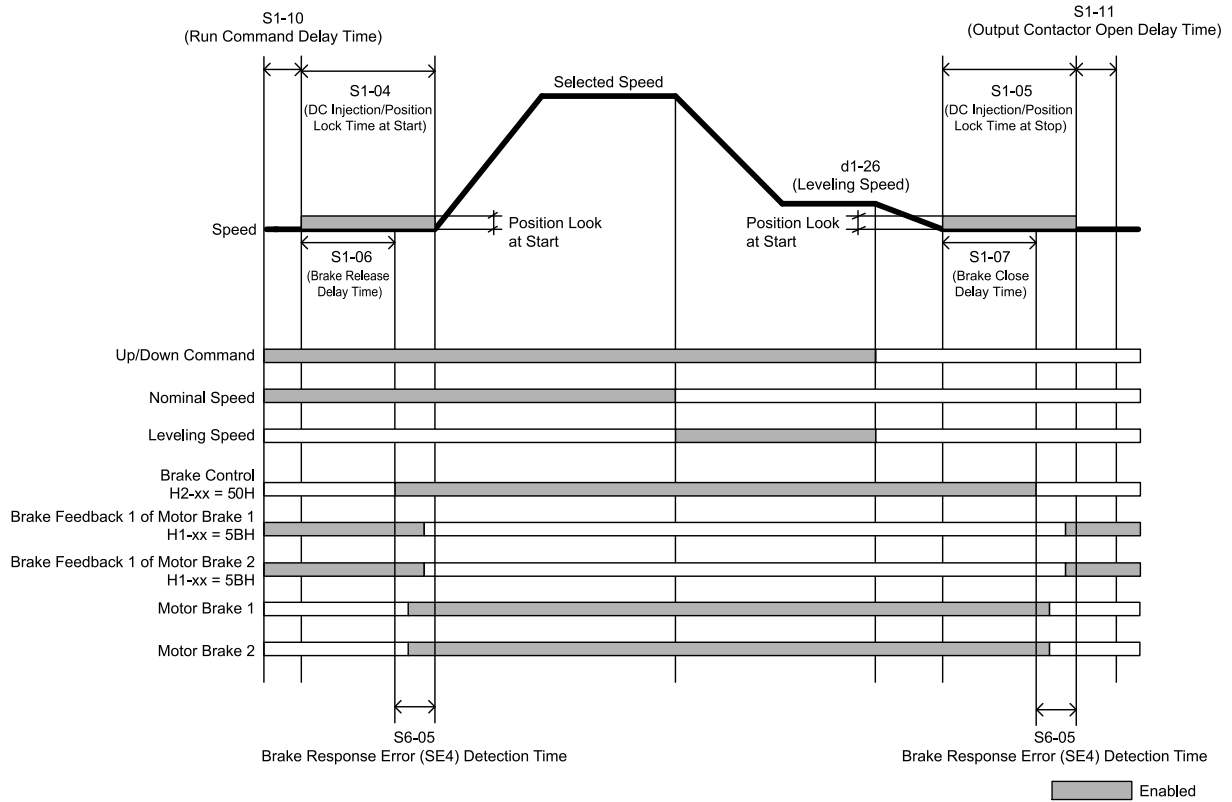 S1-10
(Run Command Delay Time)
S1-11
(Output Contactor Open Delay Time)
S1-04
(DC Injection/Position
Lock Time at Start)
Selected Speed
S1-05
(DC Injection/Position
Lock Time at Stop)
d1-26
(Leveling Speed)
Speed
Position Look
at Start
Position Look
at Start
S1-06
(Brake Release
Delay Time)
S1-07
(Brake Close
Delay Time)
Up/Down Command
Nominal Speed
Leveling Speed
Brake Control
H2-xx = 50H
Brake Feedback 1 of Motor Brake 1
H1-xx = 5BH
Brake Feedback 1 of Motor Brake 2
H1-xx = 5BH
Motor Brake 1
Motor Brake 2
S6-05
Brake Response Error (SE4) Detection Time
S6-05
Brake Response Error (SE4) Detection Time
Enabled